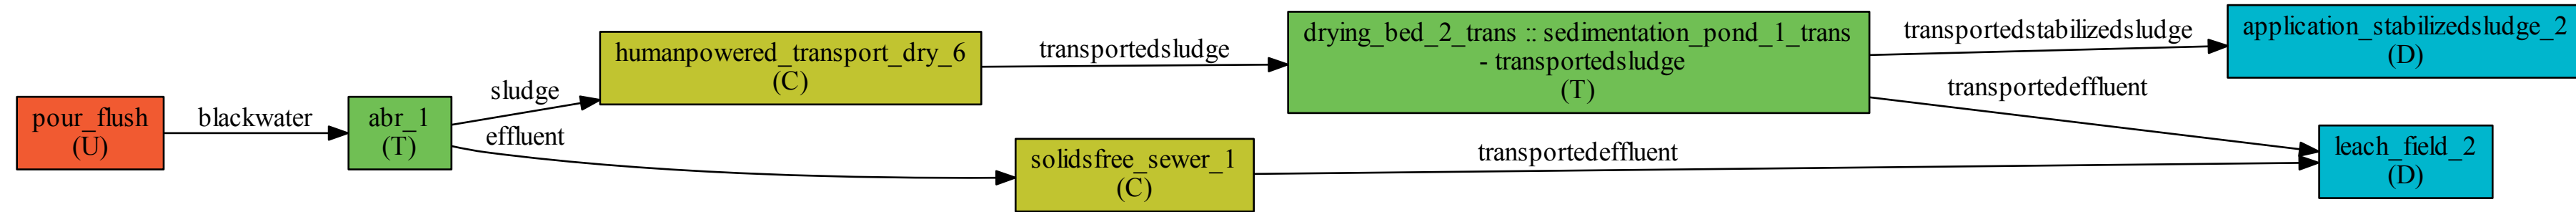 pour_flush
(U)
blackwater
abr_1
(T)
sludge
effluent
humanpowered_transport_dry_6
(C)
solidsfree_sewer_1
(C)
transportedsludge
drying_bed_2_trans :: sedimentation_pond_1_trans
- transportedsludge
(T)
transportedeffluent
transportedstabilizedsludge
transportedeffluent
application_stabilizedsludge_2
(D)
leach_field_2
(D)